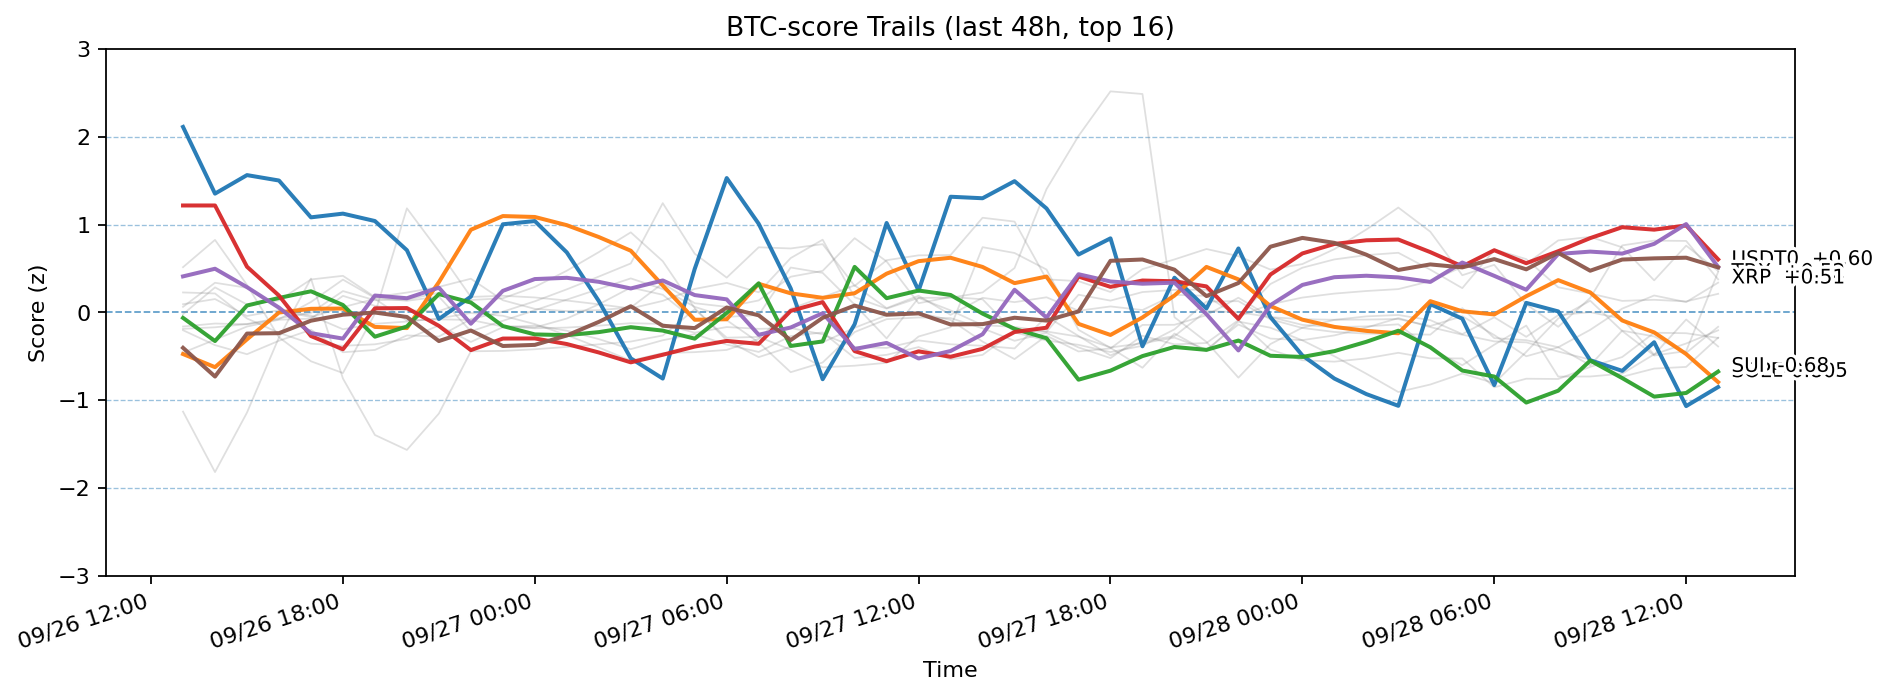 BTC-score Trails (last 48h, top 16)
3
2
1
0
−1
−2
−3
Score (z)
USDT0 +0.60
XRP +0.51
SUI -0.68
09/26 12:00
09/26 18:00
09/27 00:00
09/27 06:00
09/27 12:00
09/27 18:00
09/28 00:00
09/28 06:00
09/28 12:00
Time